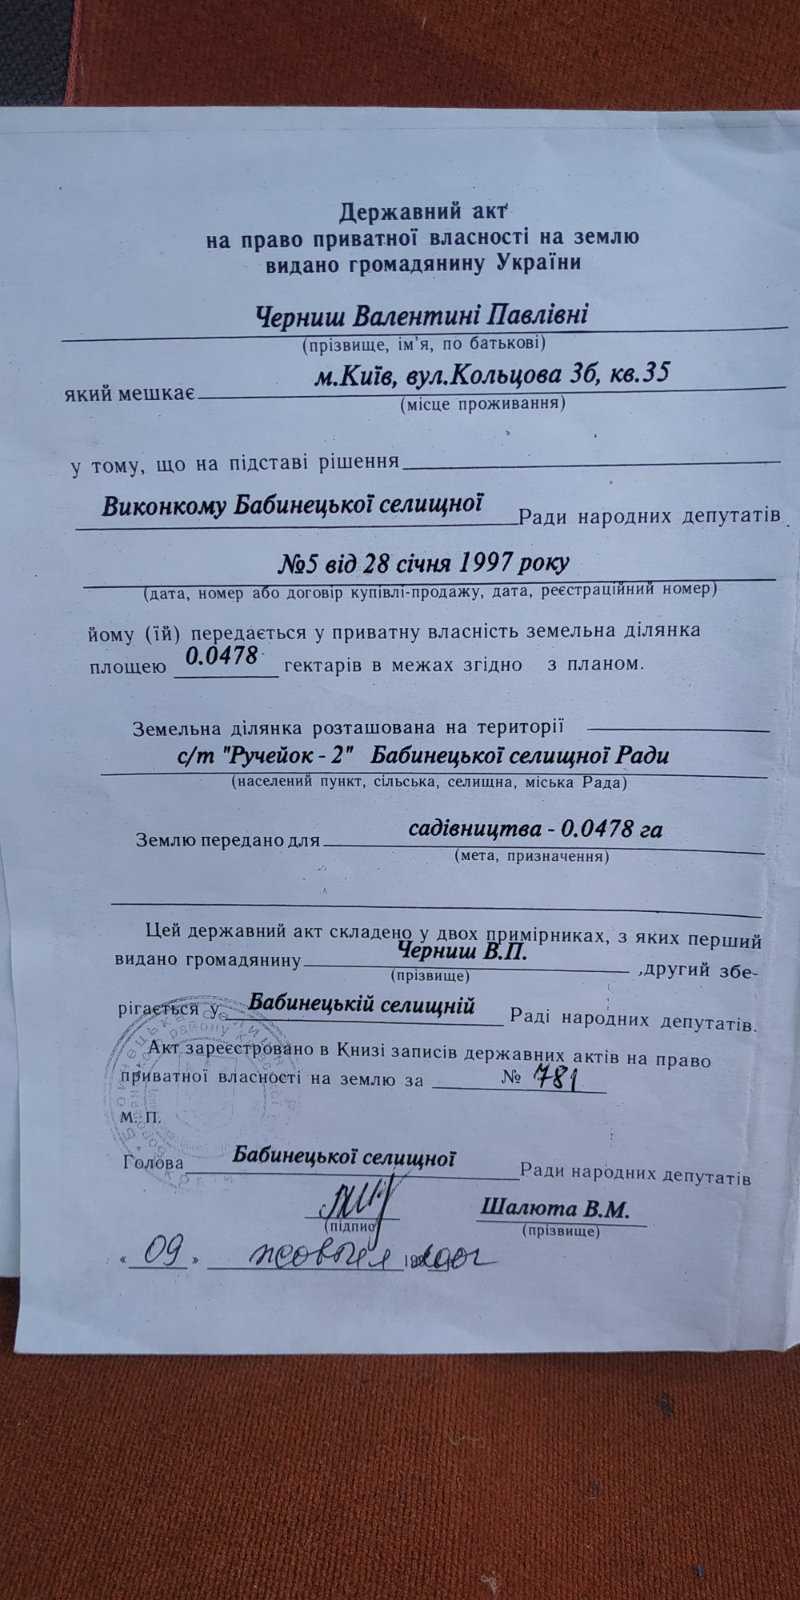 Державний акт
на право приватної власності на землю
видано громадянину України
Черниш Валентині Павлівні
(прізвище, ім'я, по батькові)
який мешкає м.Київ, вул.Кольцова 3б, кв.35
(місце проживання)
у тому, що на підставі рішення
Виконкому Бабинецької селищної Ради народних депутатів
№5 від 28 січня 1997 року
(дата, номер або договір купівлі-продажу, дата, реєстраційний номер)
йому (їй) передається у приватну власність земельна ділянка
площею 0.0478 гектарів в межах згідно з планом.
Земельна ділянка розташована на території
с/т "Ручейок - 2" Бабинецької селищної Ради
(населений пункт, сільська, селищна, міська Рада)
Землю передано для садівництва - 0.0478 га
(мета, призначення)
Цей державний акт складено у двох примірниках, з яких перший
видано громадянину Черниш В.П. ,другий збе-
(прізвище)
рігається у Бабинецькій селищній Раді народних депутатів.
Акт зареєстровано в Книзі записів державних актів на право
приватної власності на землю за № 781
М. П.
Голова Бабинецької селищної Ради народних депутатів
Шалюта В.М.
(підпис) (прізвище)
«09» жовтня